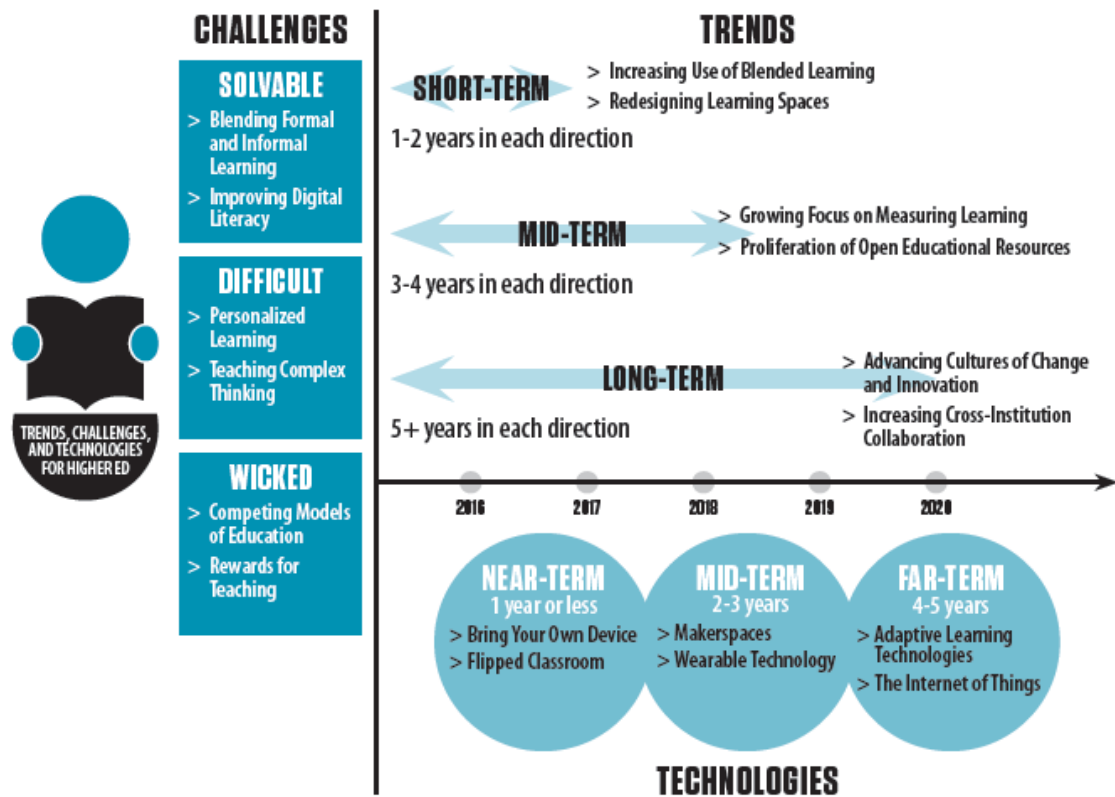 CHALLENGES
SOLVABLE
> Blending Formal
and Informal
Learning
> Improving Digital
Literacy
DIFFICULT
> Personalized
Learning
> Teaching Complex
Thinking
WICKED
> Competing Models
of Education
> Rewards for
Teaching
TRENDS, CHALLENGES,
AND TECHNOLOGIES
FOR HIGHER ED
TRENDS
SHORT-TERM
1-2 years in each direction
> Increasing Use of Blended Learning
> Redesigning Learning Spaces
MID-TERM
3-4 years in each direction
> Growing Focus on Measuring Learning
> Proliferation of Open Educational Resources
LONG-TERM
5+ years in each direction
> Advancing Cultures of Change
and Innovation
> Increasing Cross-Institution
Collaboration
2016 2017 2018 2019 2020
NEAR-TERM
1 year or less
> Bring Your Own Device
> Flipped Classroom
MID-TERM
2-3 years
> Makerspaces
> Wearable Technology
FAR-TERM
4-5 years
> Adaptive Learning
Technologies
> The Internet of Things
TECHNOLOGIES